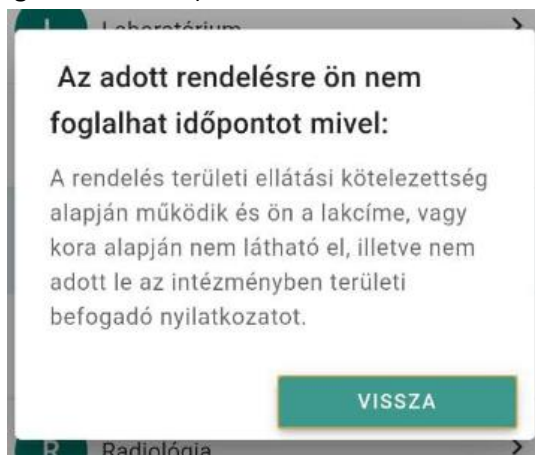 Laboratórium
Az adott rendelésre ön nem
foglalhat időpontot mivel:
A rendelés területi ellátási kötelezettség
alapján működik és ön a lakcíme, vagy
kora alapján nem látható el, illetve nem
adott le az intézményben területi
befogadó nyilatkozatot.
VISSZA
R Radiológia